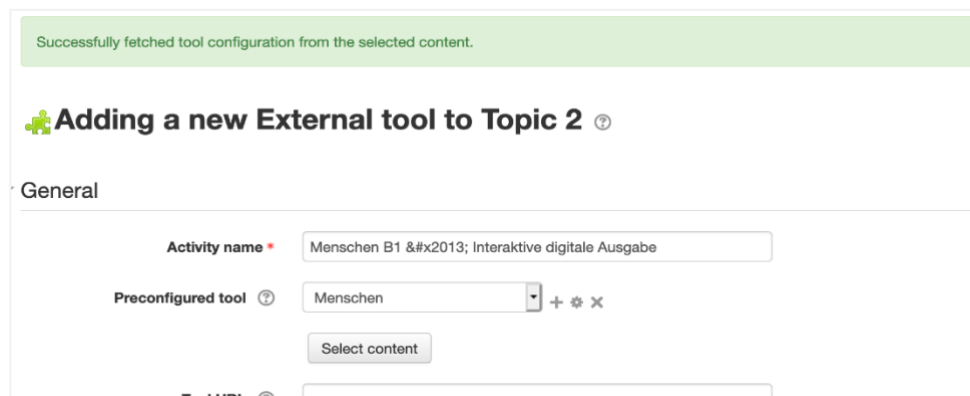 Successfully fetched tool configuration from the selected content.
Adding a new External tool to Topic 2
General
Activity name *
Menschen B1 &#x2013; Interaktive digitale Ausgabe
Preconfigured tool
Menschen
Select content